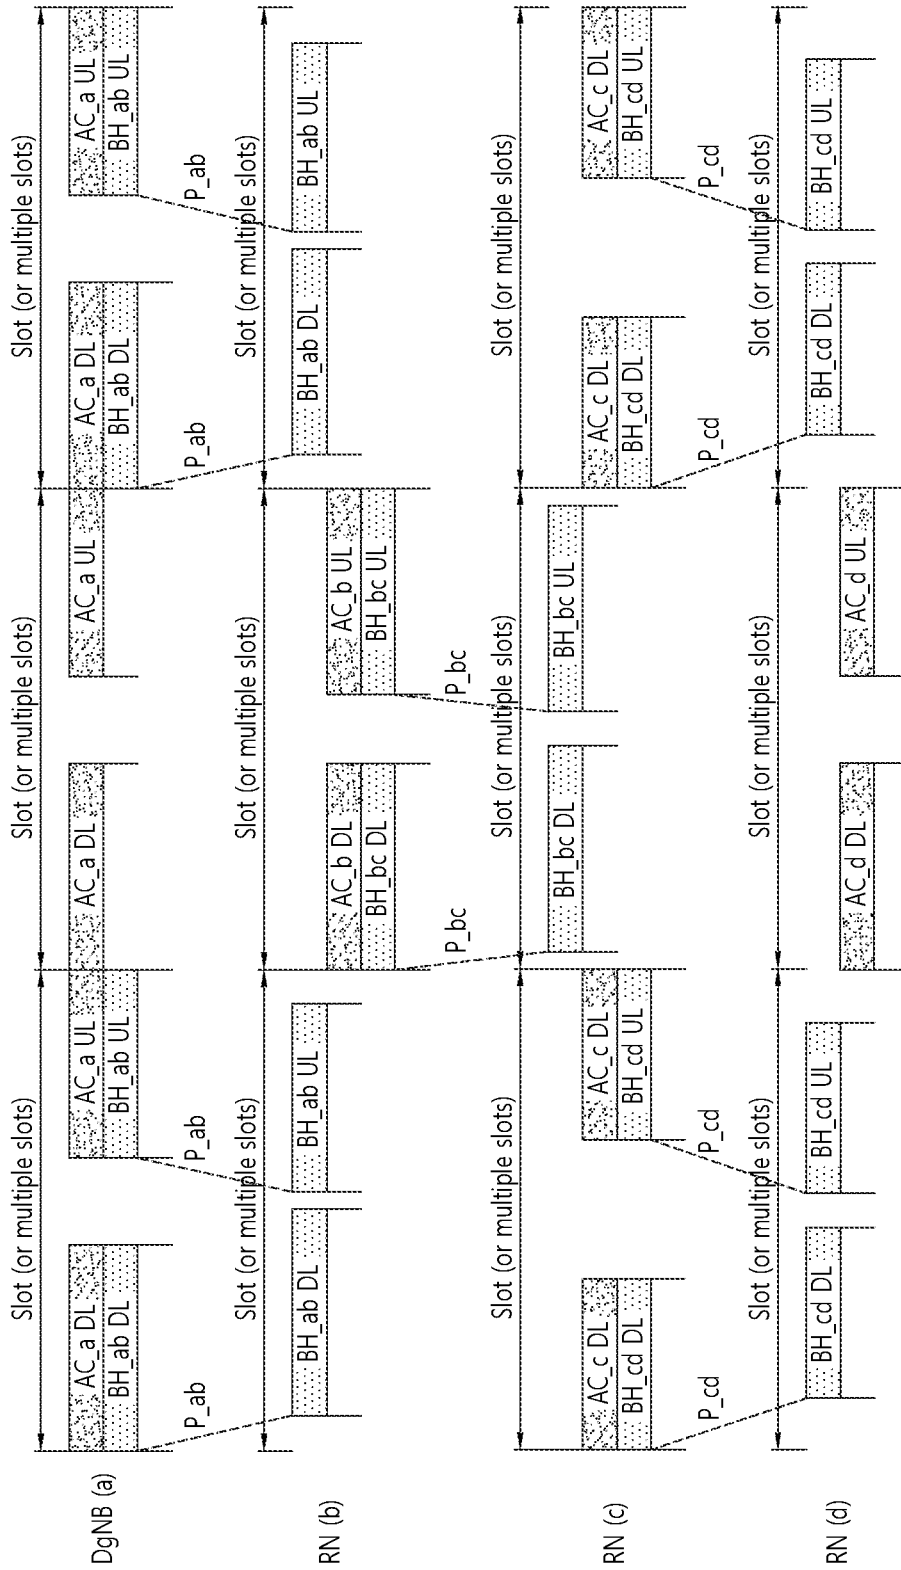 Slot (or multiple slots)
Slot (or multiple slots)
Slot (or multiple slots)
DgNB (a)
AC_a DL
AC_a UL
AC_a DL
AC_a UL
AC_a DL
AC_a UL
BH_ab DL
BH_ab UL
BH_ab DL
BH_ab UL
P_ab
P_ab
P_ab
P_ab
Slot (or multiple slots)
Slot (or multiple slots)
Slot (or multiple slots)
RN (b)
BH_ab DL
BH_ab UL
BH_ab DL
BH_ab UL
AC_b DL
AC_b UL
BH_bc DL
BH_bc UL
P_bc
P_bc
Slot (or multiple slots)
Slot (or multiple slots)
Slot (or multiple slots)
RN (c)
BH_bc DL
BH_bc UL
AC_c DL
AC_c DL
AC_c DL
AC_c DL
BH_cd DL
BH_cd UL
BH_cd DL
BH_cd UL
P_cd
P_cd
P_cd
P_cd
Slot (or multiple slots)
Slot (or multiple slots)
Slot (or multiple slots)
RN (d)
BH_cd DL
BH_cd UL
BH_cd DL
BH_cd UL
AC_d DL
AC_d UL